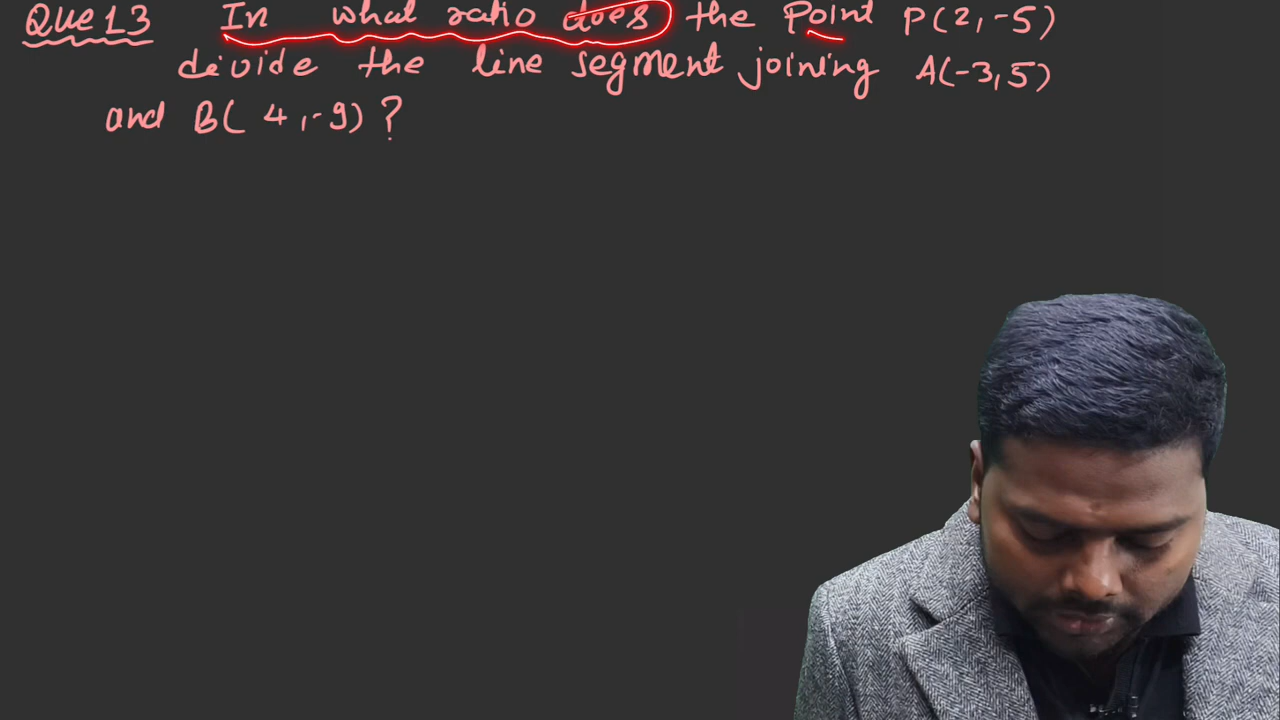 Que 13 In what ratio does the Point P(2,-5)
divide the line segment joining A(-3,5)
and B( 4,-9)?